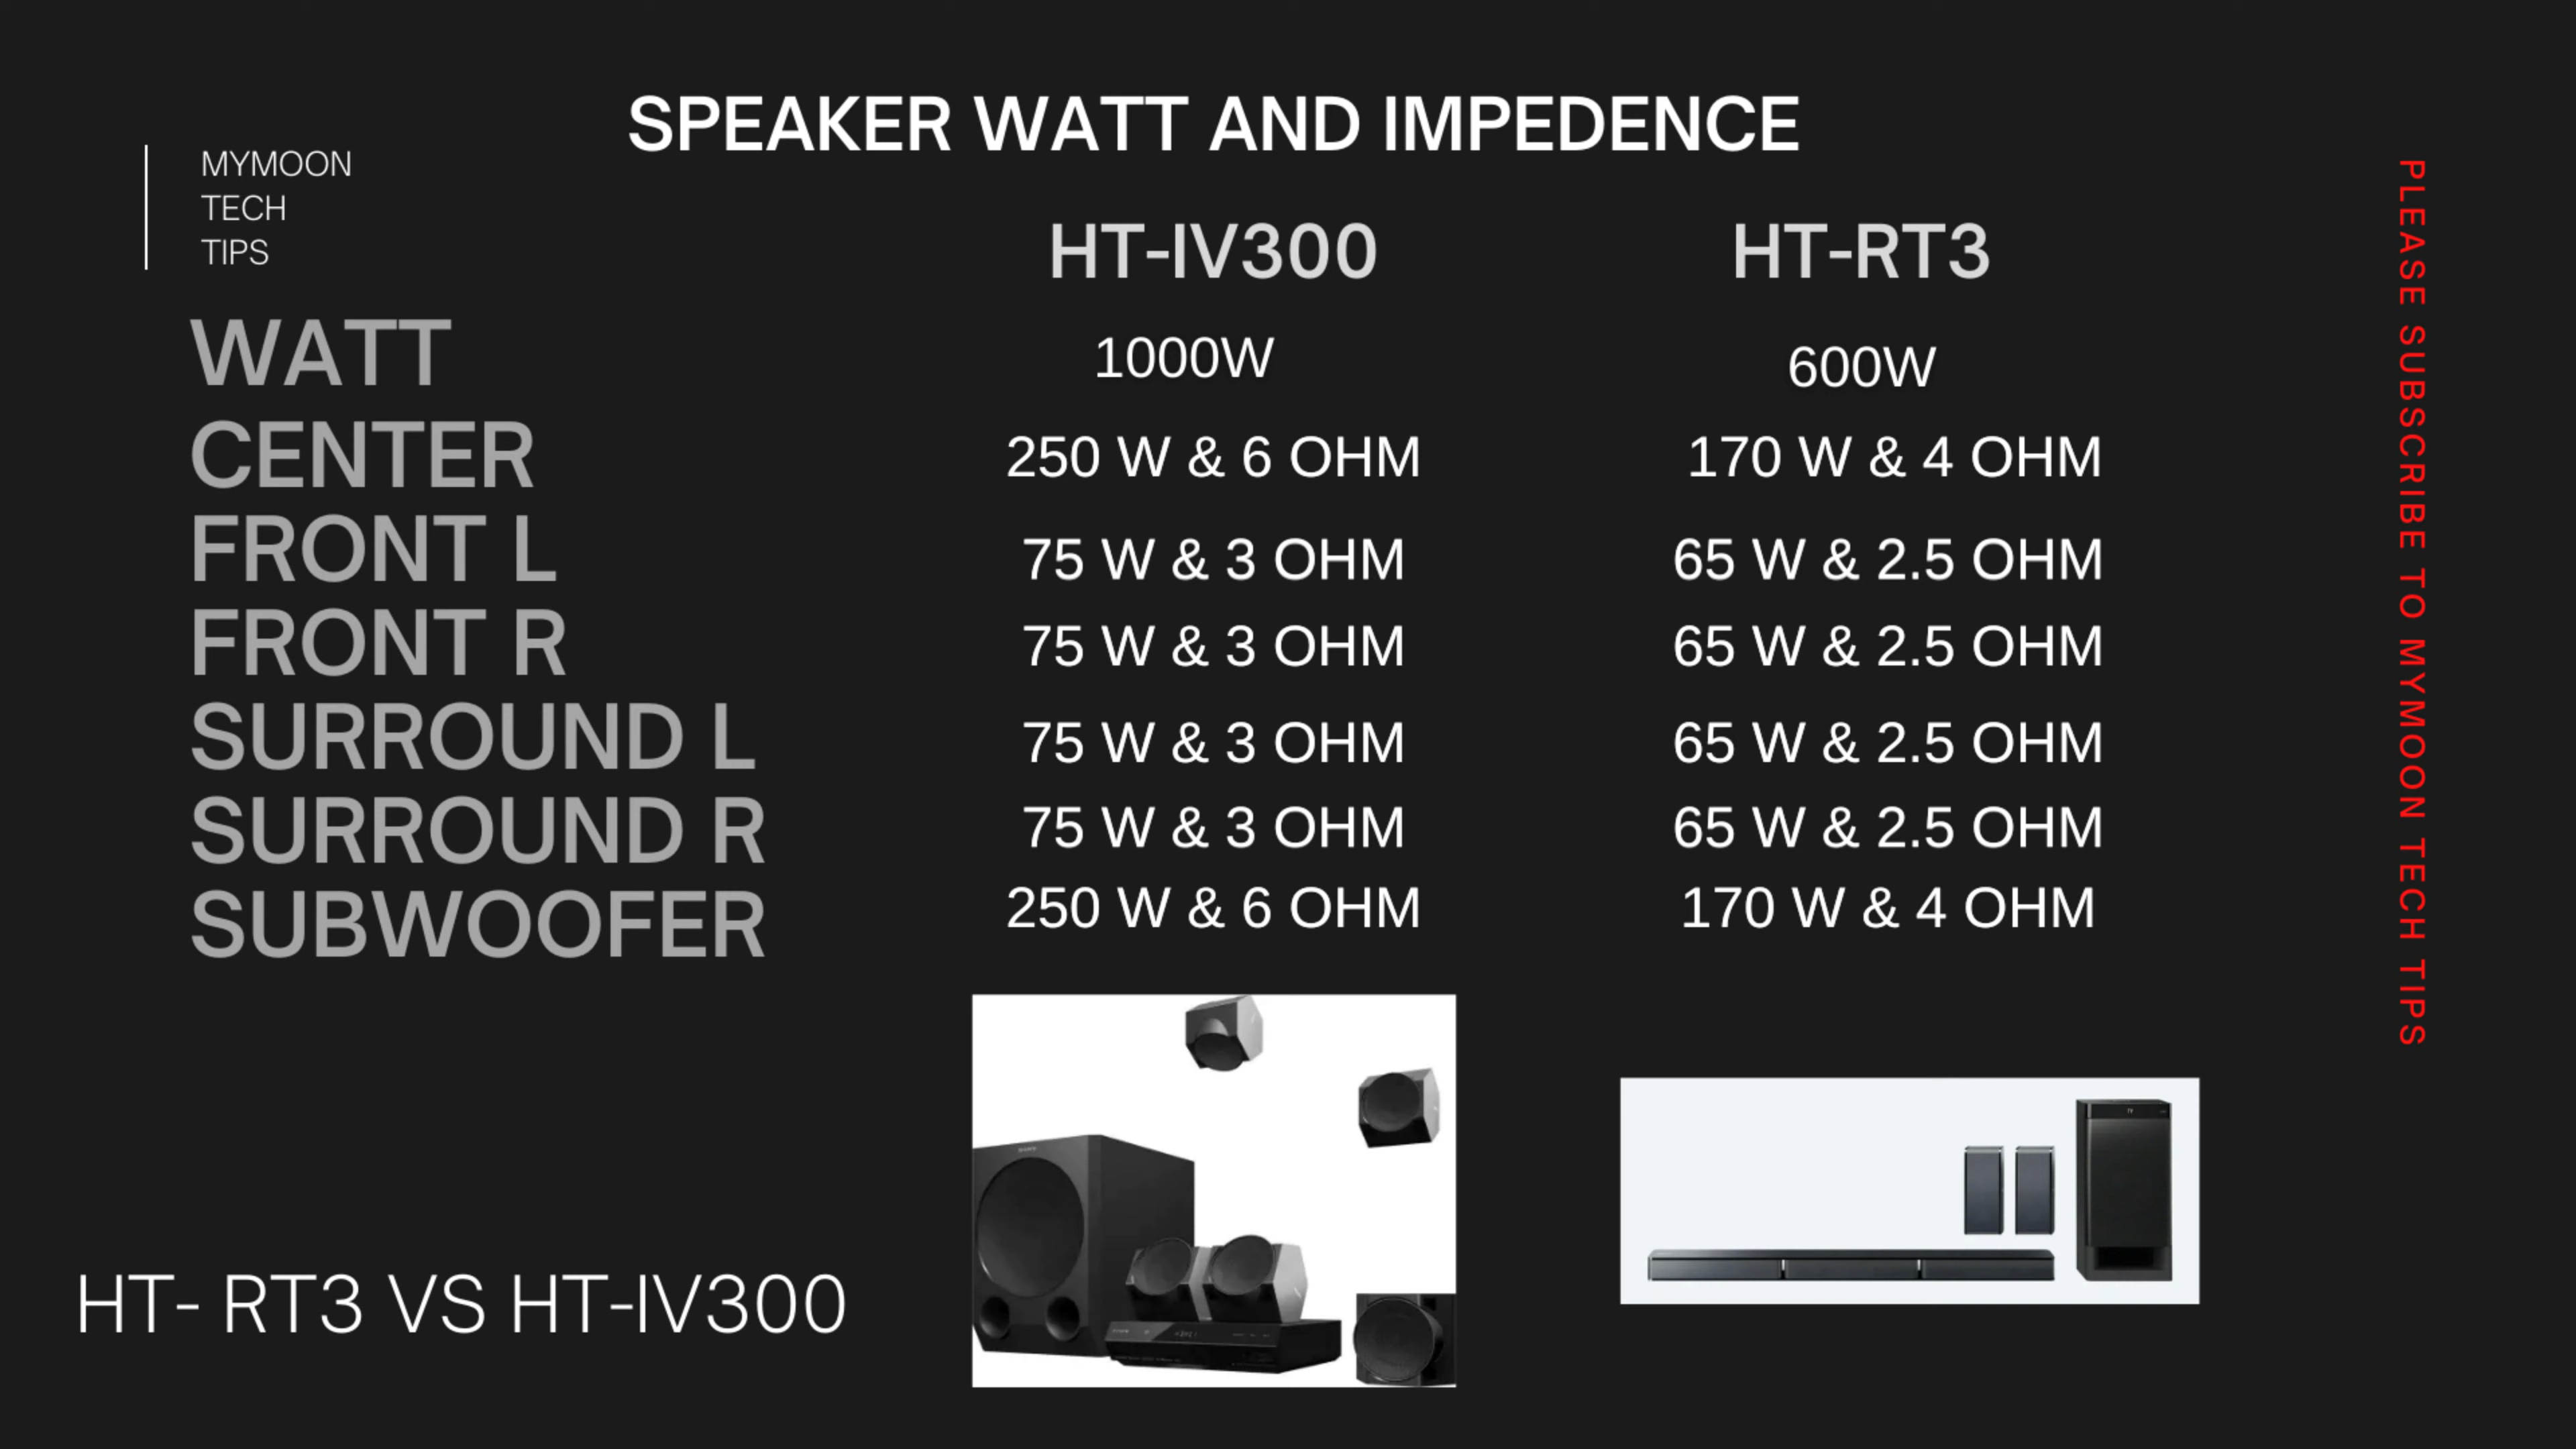 SPEAKER WATT AND IMPEDENCE
MYMOON
TECH
TIPS
HT-IV300 HT-RT3
WATT 1000W 600W
CENTER 250 W & 6 OHM 170 W & 4 OHM
FRONT L 75 W & 3 OHM 65 W & 2.5 OHM
FRONT R 75 W & 3 OHM 65 W & 2.5 OHM
SURROUND L 75 W & 3 OHM 65 W & 2.5 OHM
SURROUND R 75 W & 3 OHM 65 W & 2.5 OHM
SUBWOOFER 250 W & 6 OHM 170 W & 4 OHM
HT- RT3 VS HT-IV300
PLEASE SUBSCRIBE TO MYMOON TECH TIPS